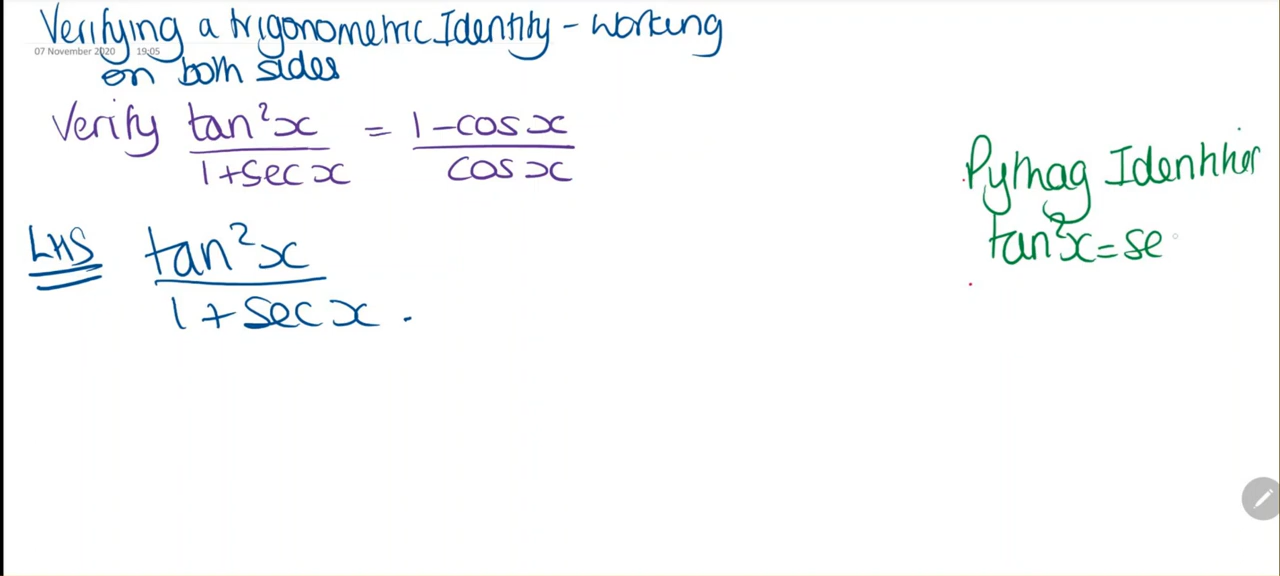 Verifying a trigonometric Identity - working
07 November 2020 19:05
on both sides
Verify tan²x / 1+sec x = 1-cos x / cos x
Pythag Identities
LHS tan²x / 1+sec x .
tan²x = se